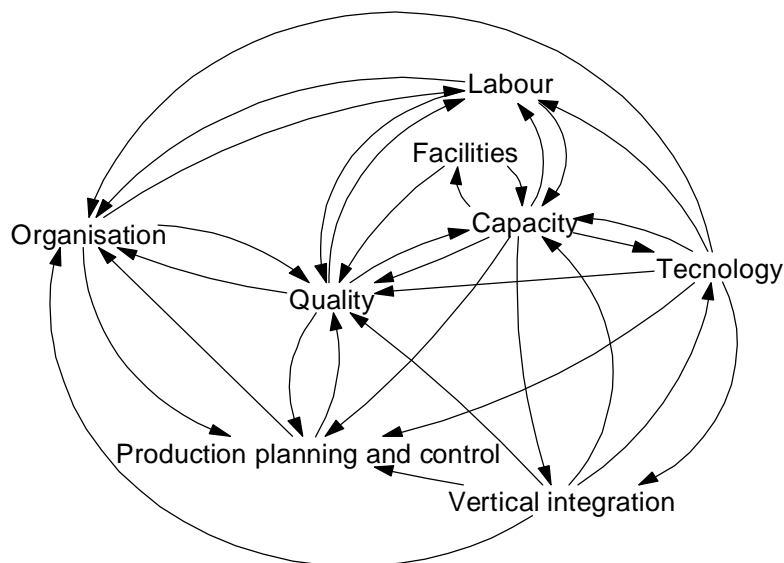 Labour
Facilities
Capacity
Organisation
Tecnology
Quality
Production planning and control
Vertical integration